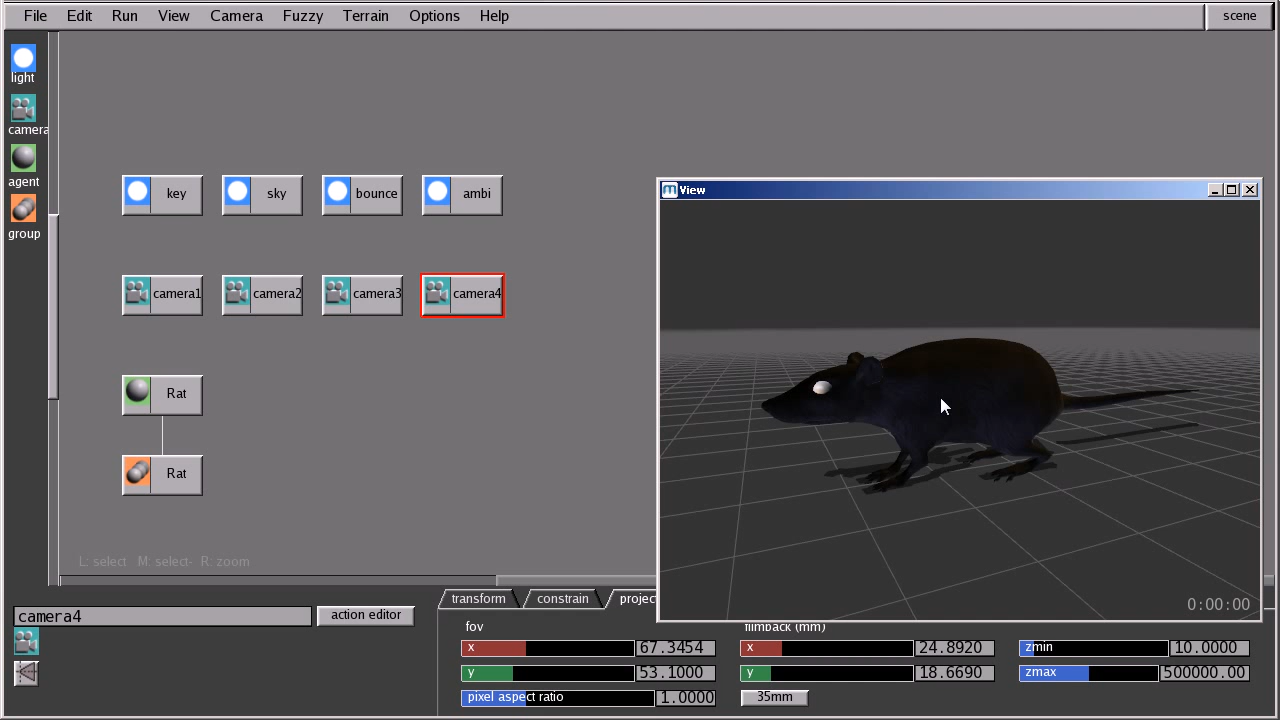 File Edit Run View Camera Fuzzy Terrain Options Help scene
light
camera
agent
group
key sky bounce ambi
View
camera1 camera2 camera3 camera4
Rat
Rat
L: select M: select- R: zoom
0:00:00
camera4 action editor
transform constrain project
fov filmback (mm)
x 67.3454 x 24.8920 zmin 10.0000
y 53.1000 y 18.6690 zmax 500000.00
pixel aspect ratio 1.0000 35mm